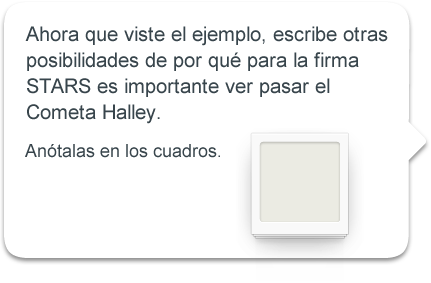 Ahora que viste el ejemplo, escribe otras
posibilidades de por qué para la firma
STARS es importante ver pasar el
Cometa Halley.
Anótalas en los cuadros.